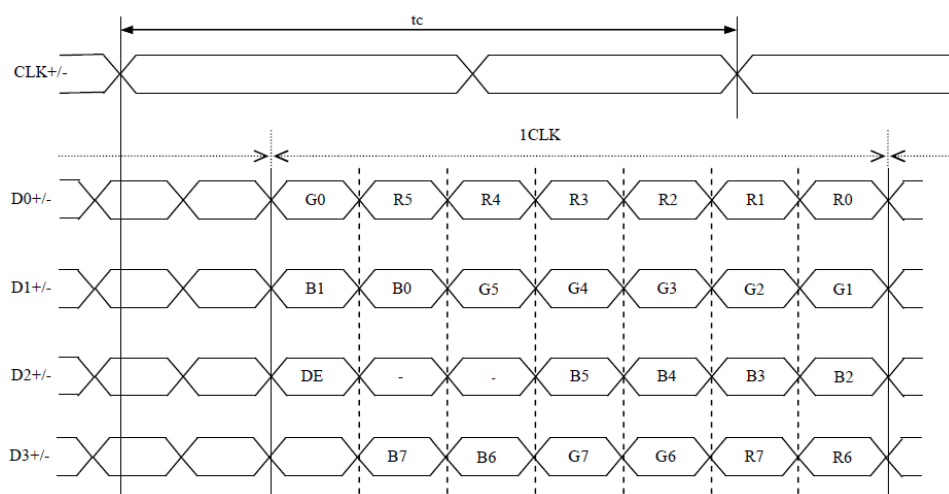 tc
CLK+/-
1CLK
D0+/- G0 R5 R4 R3 R2 R1 R0
D1+/- B1 B0 G5 G4 G3 G2 G1
D2+/- DE - - B5 B4 B3 B2
D3+/- B7 B6 G7 G6 R7 R6